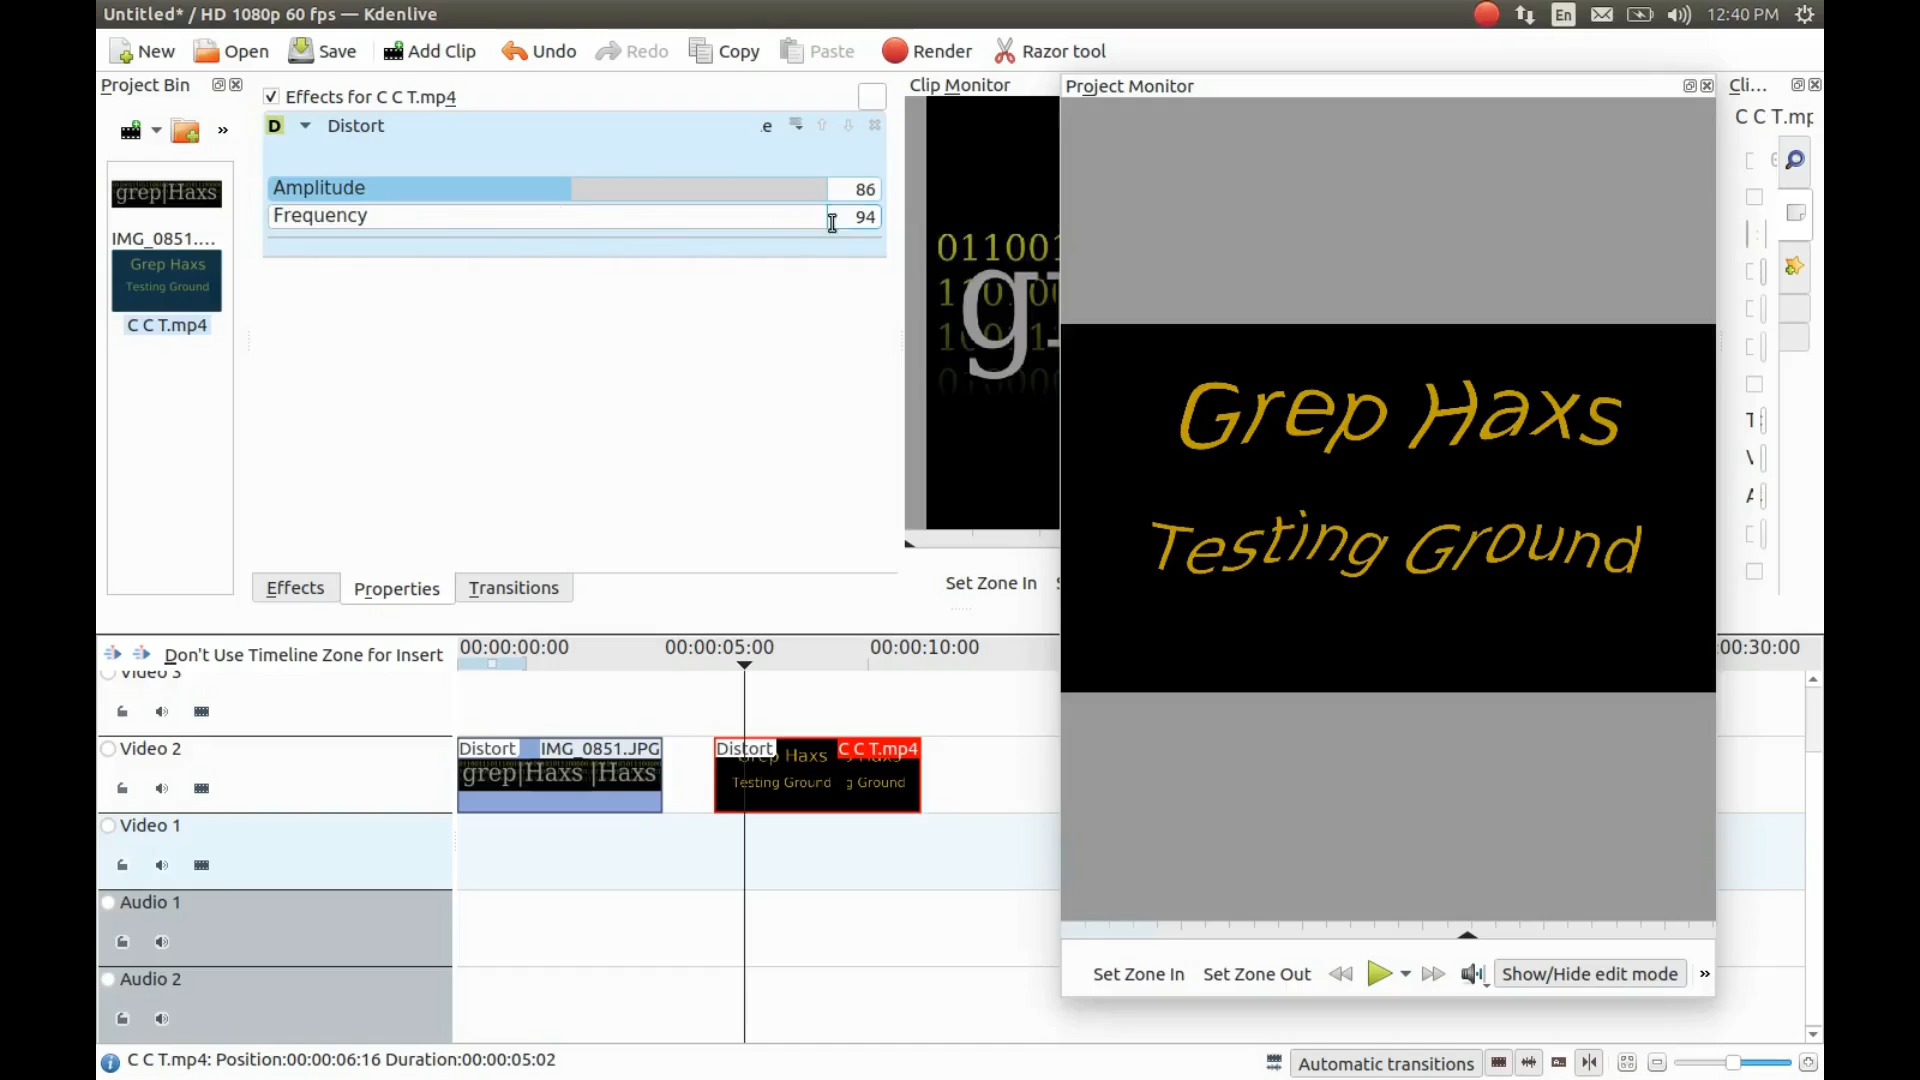 Untitled* / HD 1080p 60 fps — Kdenlive
En
12:40 PM
New
Open
Save
Add Clip
Undo
Redo
Copy
Paste
Render
Razor tool
Project Bin
Effects for C C T.mp4
Clip Monitor
Project Monitor
Cli...
C C T.mp
D
Distort
.e
Amplitude
86
Frequency
94
»
grep|Haxs
IMG_0851....
Grep Haxs
Testing Ground
C C T.mp4
Grep Haxs
Testing Ground
Effects
Properties
Transitions
Set Zone In
Don't Use Timeline Zone for Insert
00:00:00:00
00:00:05:00
00:00:10:00
00:30:00
Video 3
Video 2
Distort
IMG_0851.JPG
grep|Haxs |Haxs
Distort
C C T.mp4
Grep Haxs
Testing Ground
g Ground
Video 1
Audio 1
Audio 2
Set Zone In
Set Zone Out
Show/Hide edit mode
»
C C T.mp4: Position:00:00:06:16 Duration:00:00:05:02
Automatic transitions